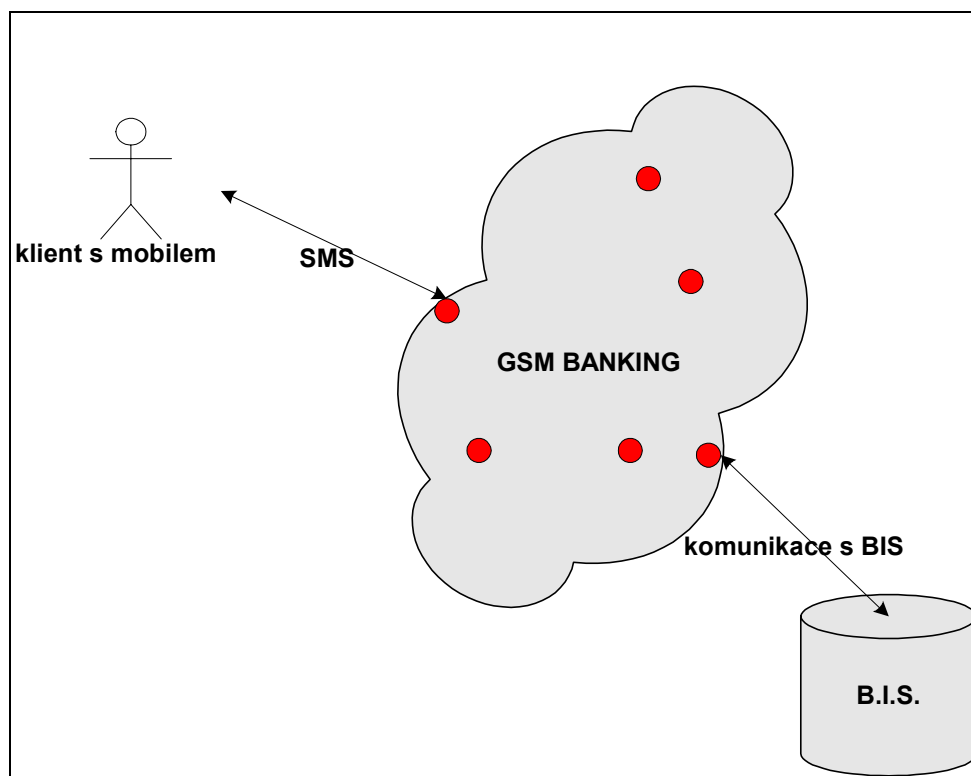 klient s mobilem
SMS
GSM BANKING
komunikace s BIS
B.I.S.